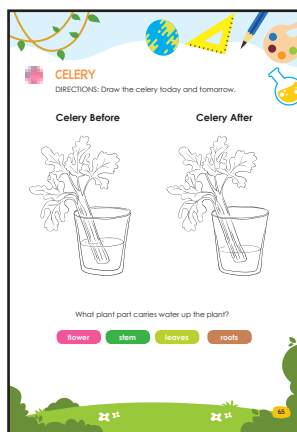 CELERY
DIRECTIONS: Draw the celery today and tomorrow.
Celery Before
Celery After
What plant part carries water up the plant?
flower
stem
leaves
roots
65